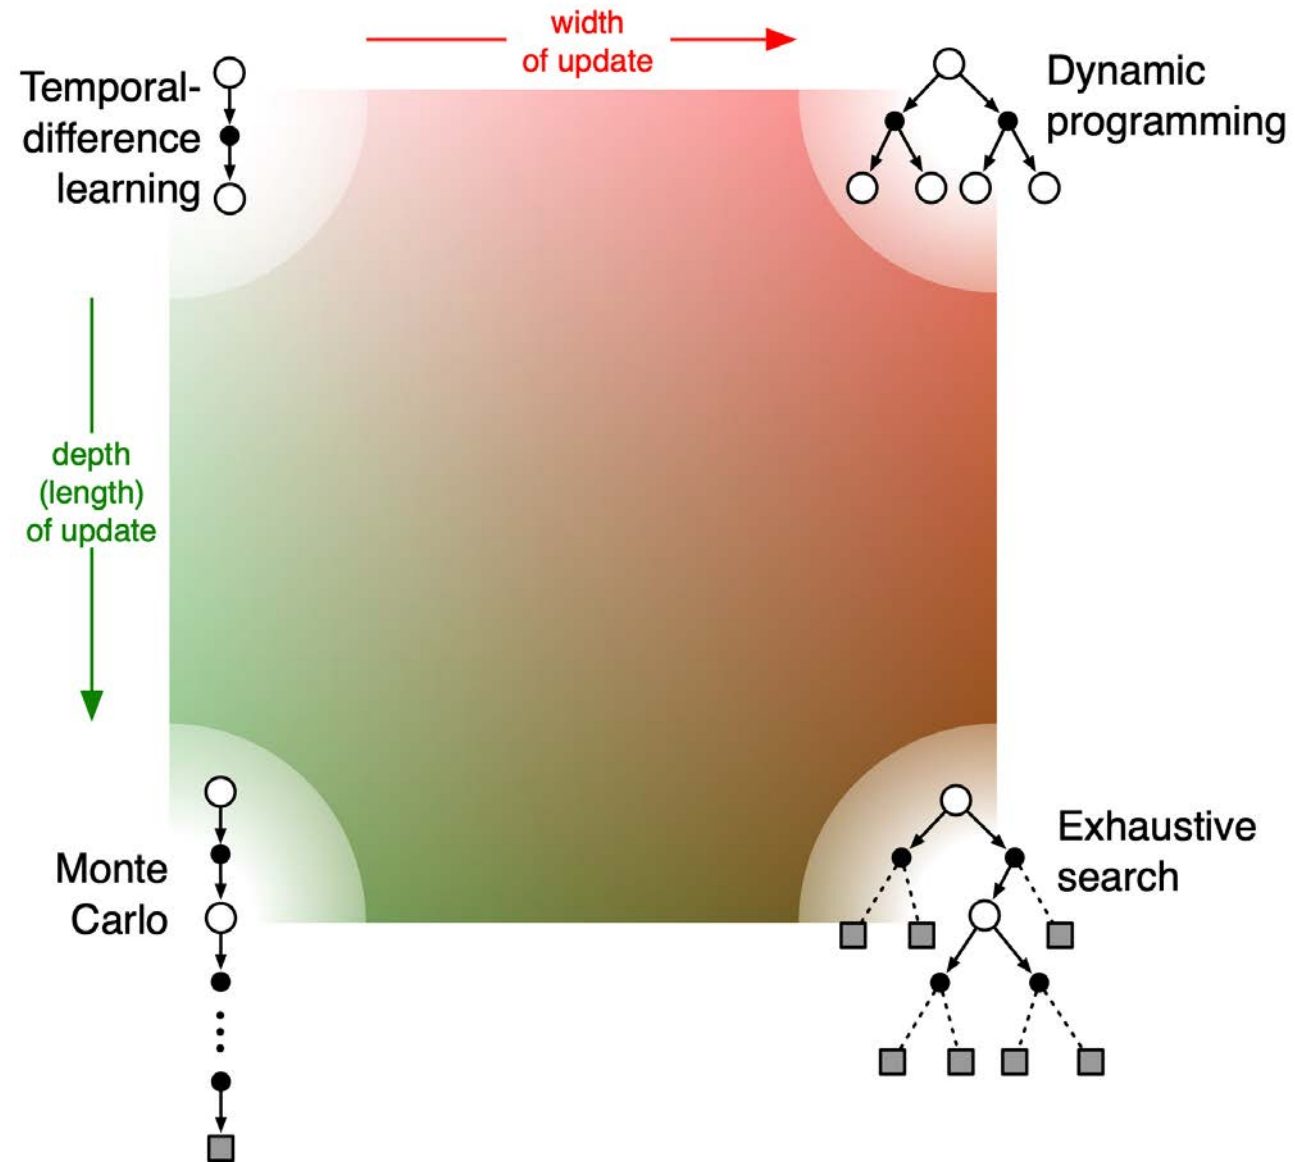 width
of update
Temporal-
difference
learning
Dynamic
programming
depth
(length)
of update
Monte
Carlo
Exhaustive
search